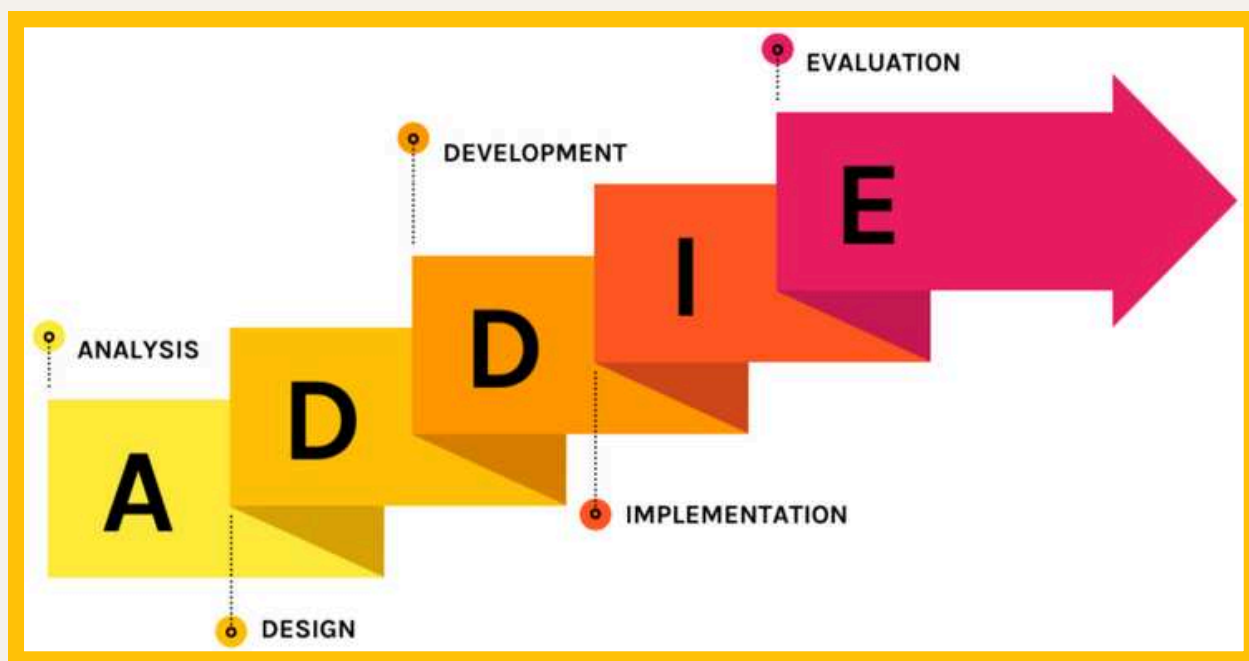 ANALYSIS
A
DESIGN
D
DEVELOPMENT
D
IMPLEMENTATION
I
EVALUATION
E